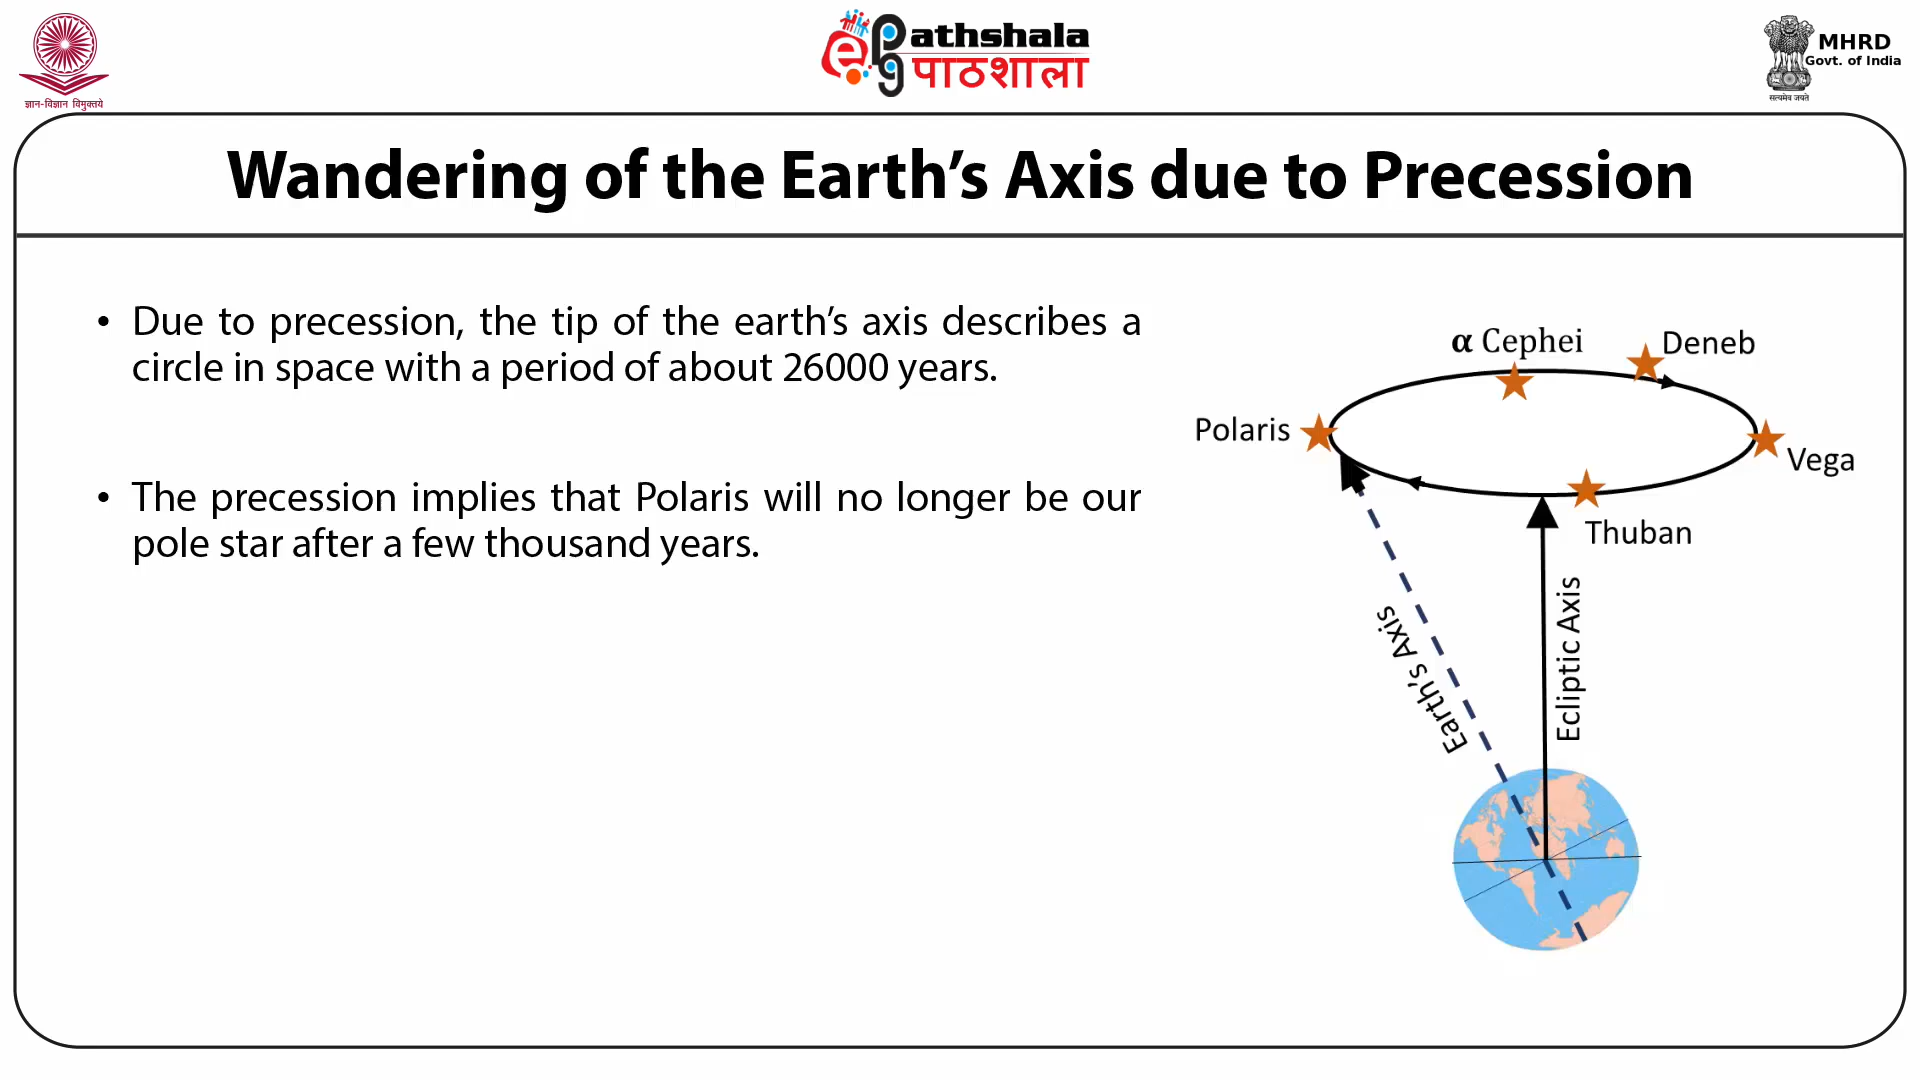 ज्ञान-विज्ञान विमुक्तये
ePathshala
पाठशाला
MHRD
Govt. of India
सत्यमेव जयते
Wandering of the Earth’s Axis due to Precession
• Due to precession, the tip of the earth’s axis describes a
circle in space with a period of about 26000 years.
• The precession implies that Polaris will no longer be our
pole star after a few thousand years.
α Cephei
Deneb
Polaris
Vega
Thuban
Earth’s Axis
Ecliptic Axis